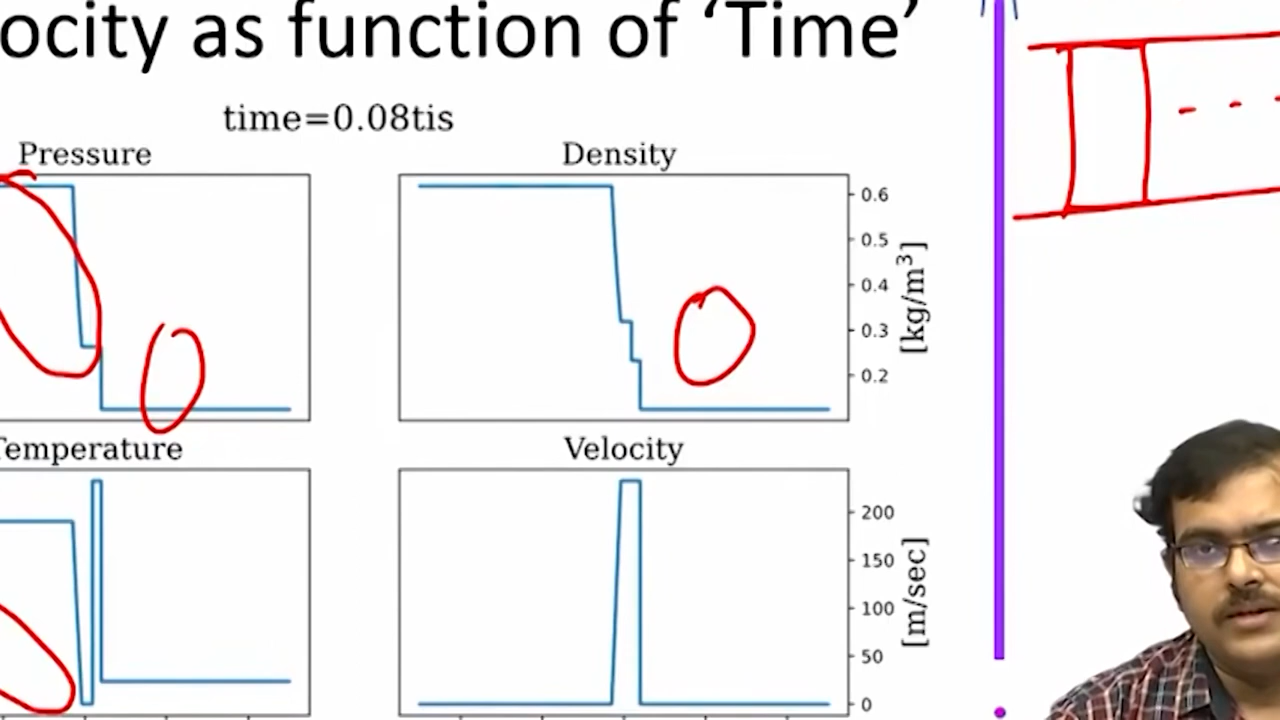 ocity as function of ‘Time’
time=0.08tis
Pressure
Density
0.6
0.5
0.4
0.3
0.2
[kg/m³]
Temperature
Velocity
200
150
100
50
0
[m/sec]